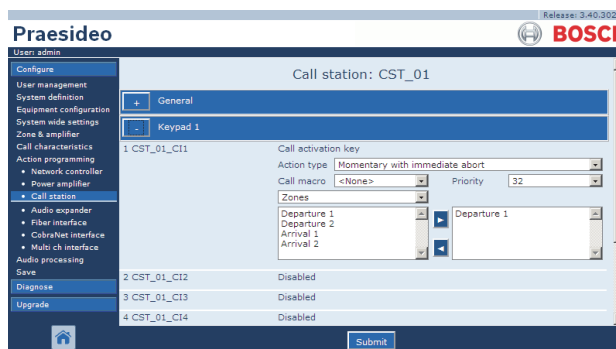 Release: 3.40.302
Praesideo
BOSCH
User: admin
Configure
User management
System definition
Equipment configuration
System wide settings
Zone & amplifier
Call characteristics
Action programming
• Network controller
• Power amplifier
• Call station
• Audio expander
• Fiber interface
• CobraNet interface
• Multi ch interface
Audio processing
Save
Diagnose
Upgrade
Call station: CST_01
+ General
- Keypad 1
1 CST_01_CI1 Call activation key
Action type Momentary with immediate abort
Call macro <None> Priority 32
Zones
Departure 1
Departure 2
Arrival 1
Arrival 2
Departure 1
2 CST_01_CI2 Disabled
3 CST_01_CI3 Disabled
4 CST_01_CI4 Disabled
Submit